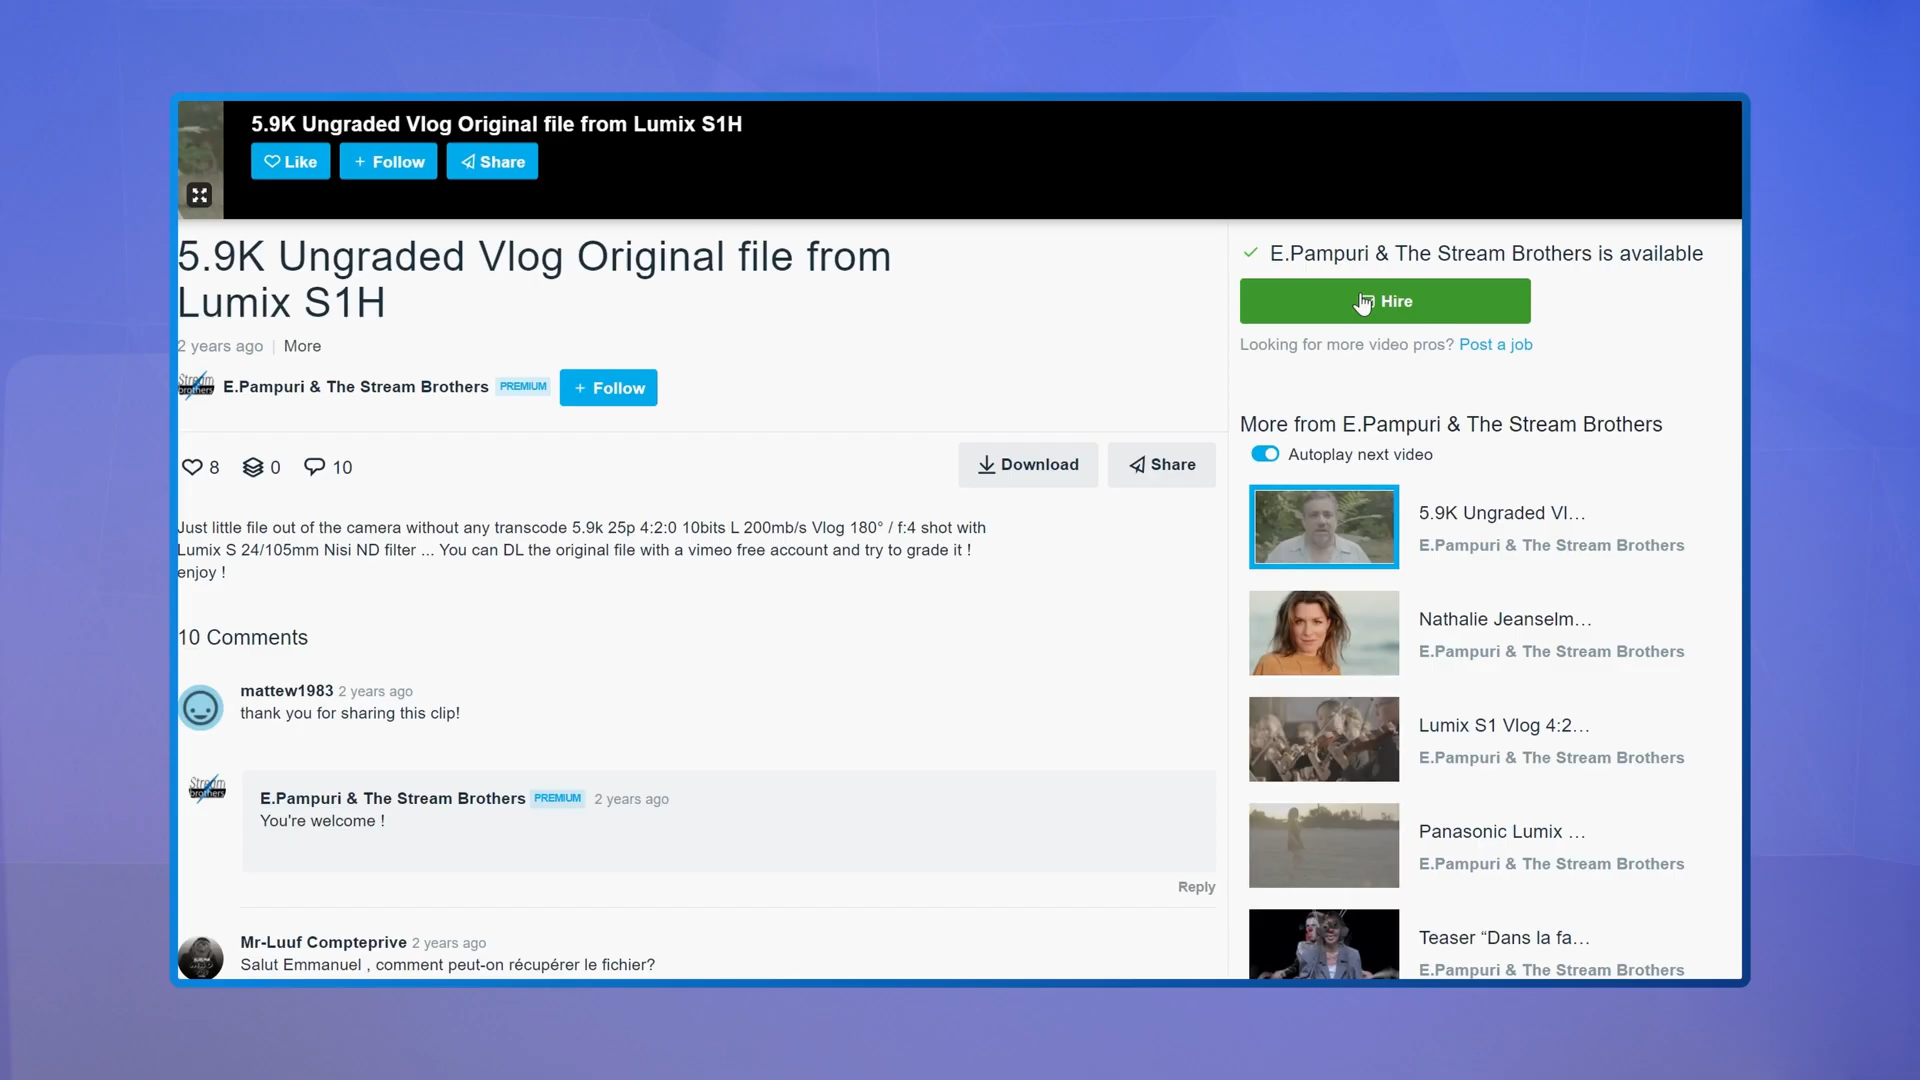 5.9K Ungraded Vlog Original file from Lumix S1H
Like
+ Follow
Share
5.9K Ungraded Vlog Original file from
Lumix S1H
2 years ago | More
Stream brothers
E.Pampuri & The Stream Brothers PREMIUM
+ Follow
8
0
10
Download
Share
Just little file out of the camera without any transcode 5.9k 25p 4:2:0 10bits L 200mb/s Vlog 180° / f:4 shot with
Lumix S 24/105mm Nisi ND filter ... You can DL the original file with a vimeo free account and try to grade it !
enjoy !
10 Comments
mattew1983 2 years ago
thank you for sharing this clip!
Stream brothers
E.Pampuri & The Stream Brothers PREMIUM 2 years ago
You're welcome !
Reply
Mr-Luuf Compteprive 2 years ago
Salut Emmanuel , comment peut-on récupérer le fichier?
E.Pampuri & The Stream Brothers is available
Hire
Looking for more video pros? Post a job
More from E.Pampuri & The Stream Brothers
Autoplay next video
5.9K Ungraded Vl…
E.Pampuri & The Stream Brothers
Nathalie Jeanselm…
E.Pampuri & The Stream Brothers
Lumix S1 Vlog 4:2…
E.Pampuri & The Stream Brothers
Panasonic Lumix …
E.Pampuri & The Stream Brothers
Teaser “Dans la fa…
E.Pampuri & The Stream Brothers